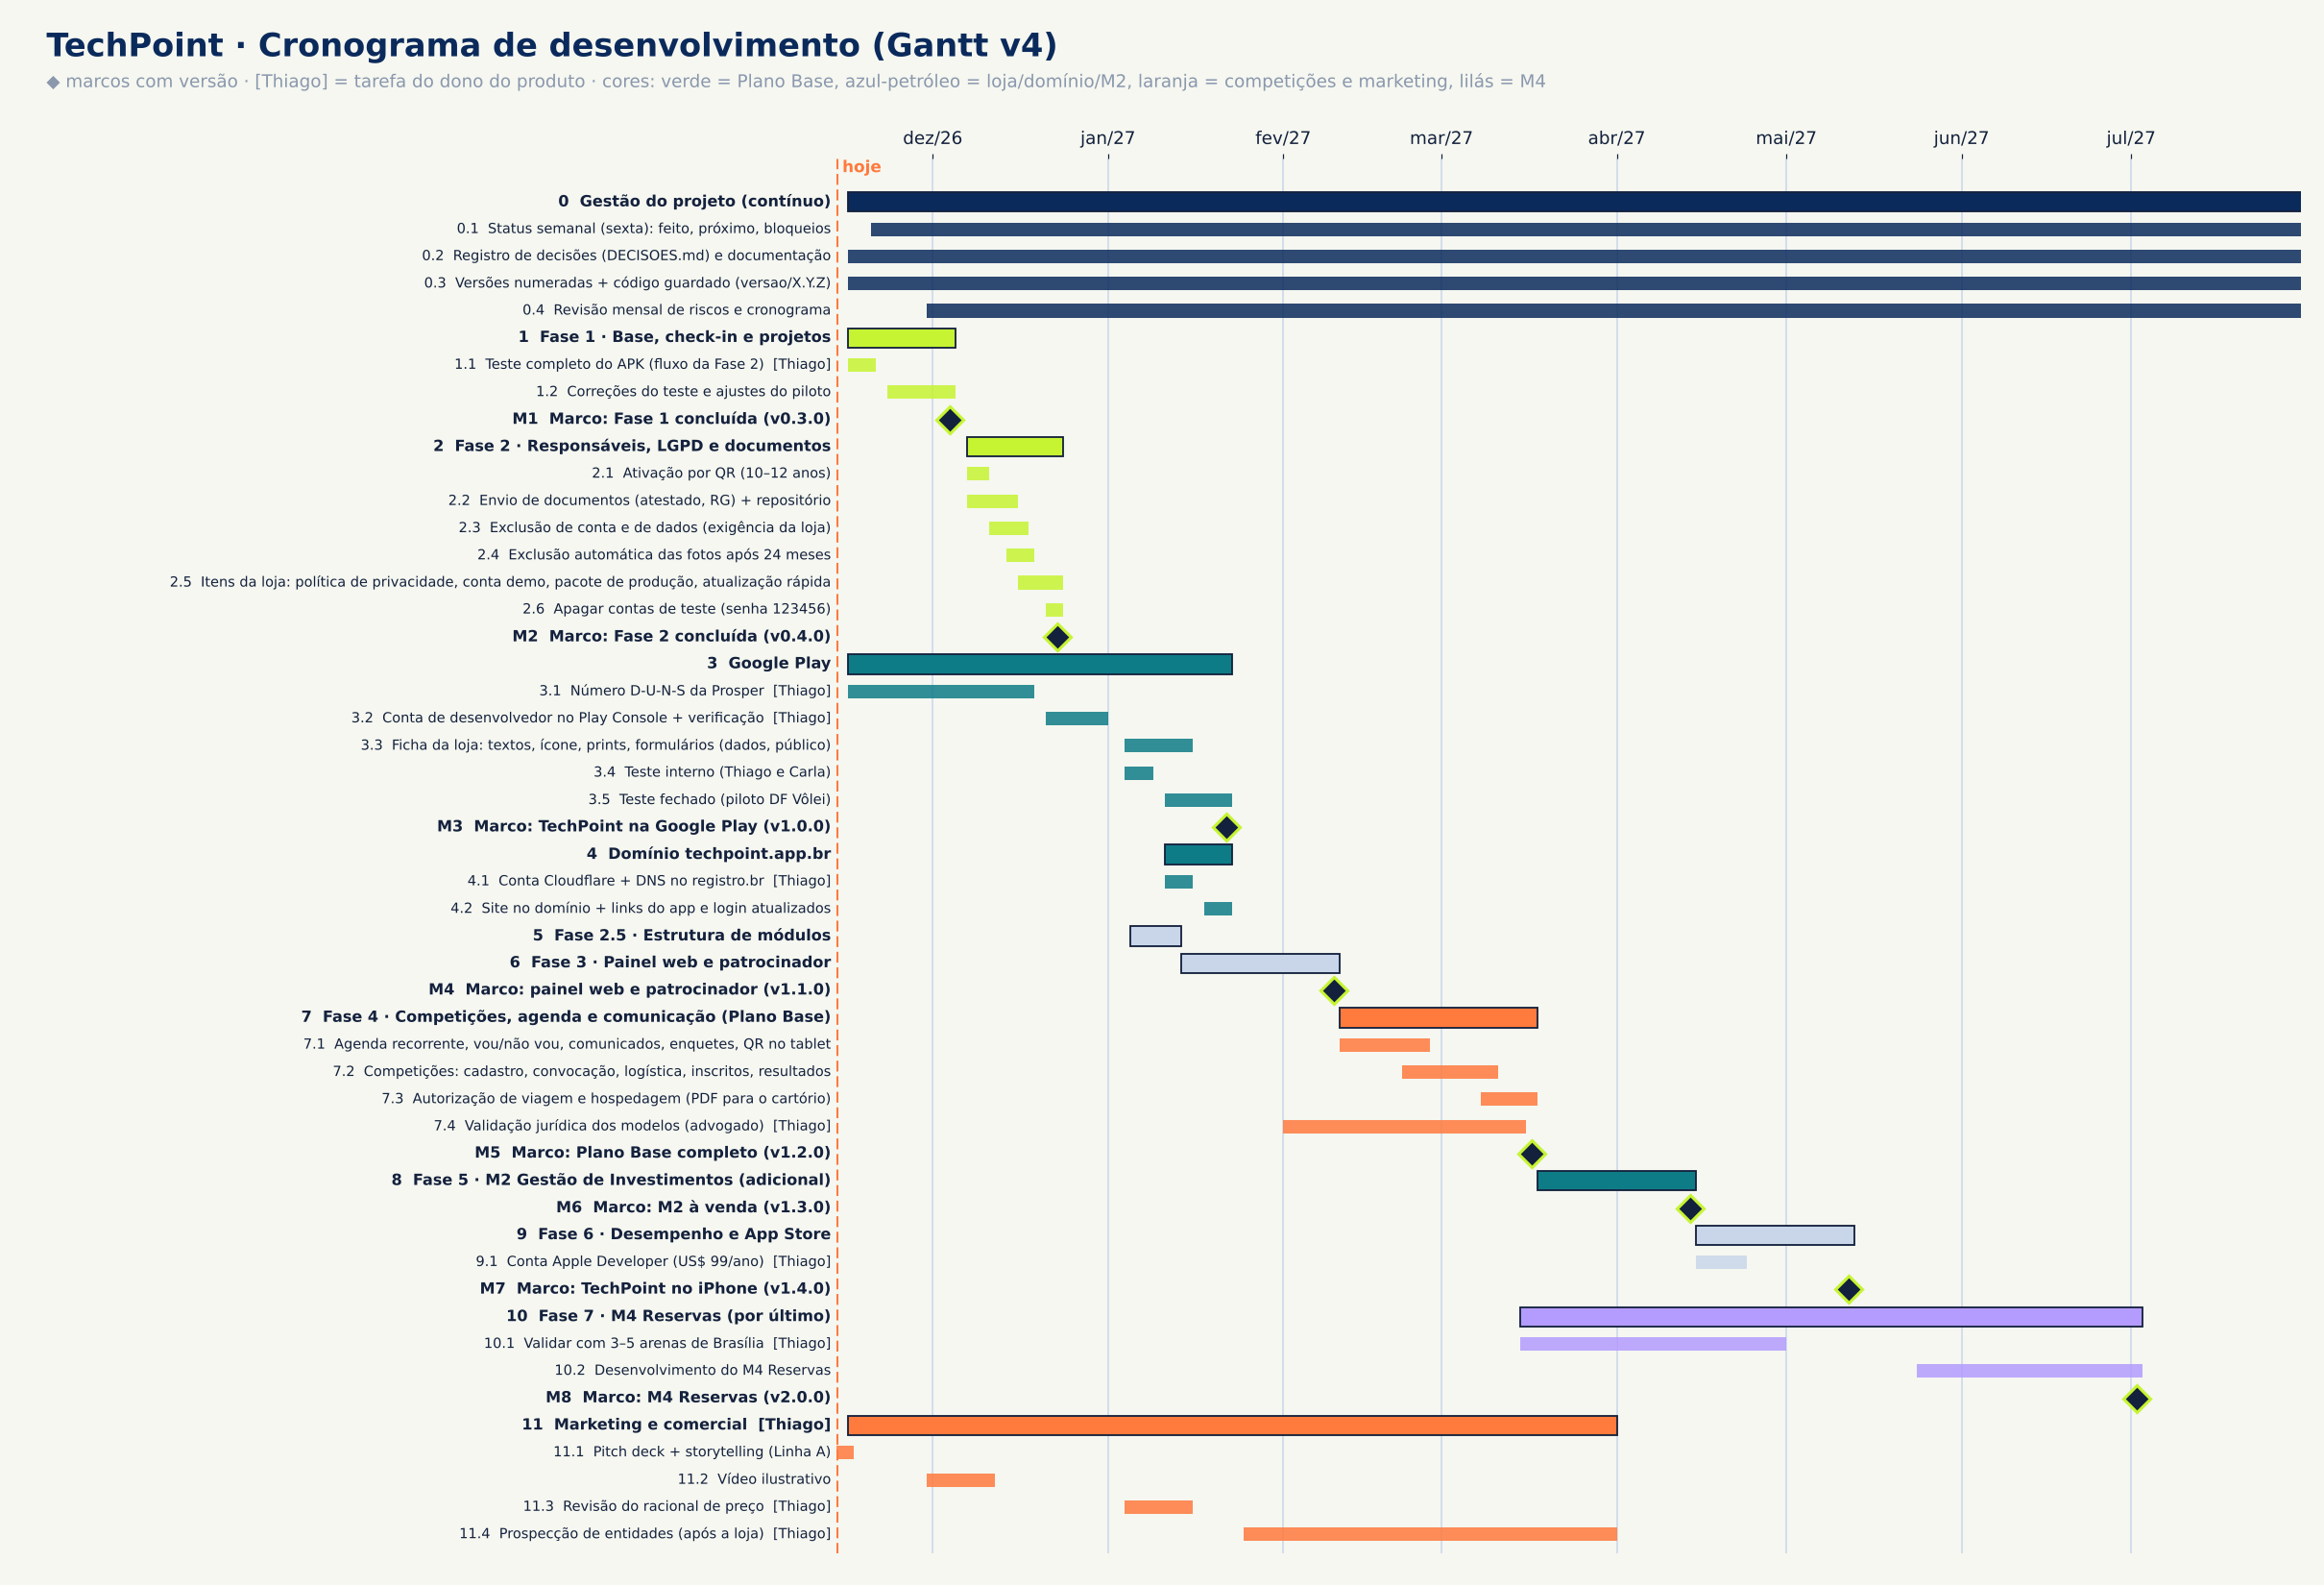 TechPoint · Cronograma de desenvolvimento (Gantt v4)
◆ marcos com versão · [Thiago] = tarefa do dono do produto · cores: verde = Plano Base, azul-petróleo = loja/domínio/M2, laranja = competições e marketing, lilás = M4
dez/26 jan/27 fev/27 mar/27 abr/27 mai/27 jun/27 jul/27
hoje
0 Gestão do projeto (contínuo)
0.1 Status semanal (sexta): feito, próximo, bloqueios
0.2 Registro de decisões (DECISOES.md) e documentação
0.3 Versões numeradas + código guardado (versao/X.Y.Z)
0.4 Revisão mensal de riscos e cronograma
1 Fase 1 · Base, check-in e projetos
1.1 Teste completo do APK (fluxo da Fase 2) [Thiago]
1.2 Correções do teste e ajustes do piloto
M1 Marco: Fase 1 concluída (v0.3.0)
2 Fase 2 · Responsáveis, LGPD e documentos
2.1 Ativação por QR (10–12 anos)
2.2 Envio de documentos (atestado, RG) + repositório
2.3 Exclusão de conta e de dados (exigência da loja)
2.4 Exclusão automática das fotos após 24 meses
2.5 Itens da loja: política de privacidade, conta demo, pacote de produção, atualização rápida
2.6 Apagar contas de teste (senha 123456)
M2 Marco: Fase 2 concluída (v0.4.0)
3 Google Play
3.1 Número D-U-N-S da Prosper [Thiago]
3.2 Conta de desenvolvedor no Play Console + verificação [Thiago]
3.3 Ficha da loja: textos, ícone, prints, formulários (dados, público)
3.4 Teste interno (Thiago e Carla)
3.5 Teste fechado (piloto DF Vôlei)
M3 Marco: TechPoint na Google Play (v1.0.0)
4 Domínio techpoint.app.br
4.1 Conta Cloudflare + DNS no registro.br [Thiago]
4.2 Site no domínio + links do app e login atualizados
5 Fase 2.5 · Estrutura de módulos
6 Fase 3 · Painel web e patrocinador
M4 Marco: painel web e patrocinador (v1.1.0)
7 Fase 4 · Competições, agenda e comunicação (Plano Base)
7.1 Agenda recorrente, vou/não vou, comunicados, enquetes, QR no tablet
7.2 Competições: cadastro, convocação, logística, inscritos, resultados
7.3 Autorização de viagem e hospedagem (PDF para o cartório)
7.4 Validação jurídica dos modelos (advogado) [Thiago]
M5 Marco: Plano Base completo (v1.2.0)
8 Fase 5 · M2 Gestão de Investimentos (adicional)
M6 Marco: M2 à venda (v1.3.0)
9 Fase 6 · Desempenho e App Store
9.1 Conta Apple Developer (US$ 99/ano) [Thiago]
M7 Marco: TechPoint no iPhone (v1.4.0)
10 Fase 7 · M4 Reservas (por último)
10.1 Validar com 3–5 arenas de Brasília [Thiago]
10.2 Desenvolvimento do M4 Reservas
M8 Marco: M4 Reservas (v2.0.0)
11 Marketing e comercial [Thiago]
11.1 Pitch deck + storytelling (Linha A)
11.2 Vídeo ilustrativo
11.3 Revisão do racional de preço [Thiago]
11.4 Prospecção de entidades (após a loja) [Thiago]